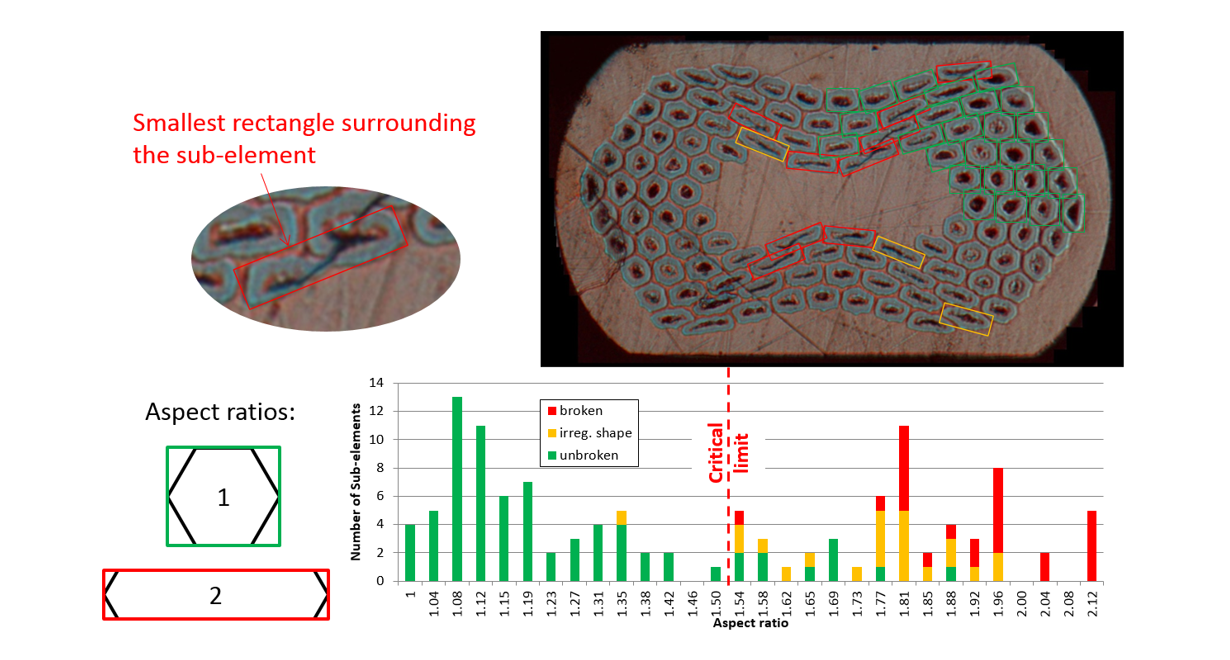 Smallest rectangle surrounding
the sub-element
Aspect ratios:
1
2
Number of Sub-elements
14
12
10
8
6
4
2
0
broken
irreg. shape
unbroken
Critical
limit
1 1.04 1.08 1.12 1.15 1.19 1.23 1.27 1.31 1.35 1.38 1.42 1.46 1.50 1.54 1.58 1.62 1.65 1.69 1.73 1.77 1.81 1.85 1.88 1.92 1.96 2.00 2.04 2.08 2.12
Aspect ratio